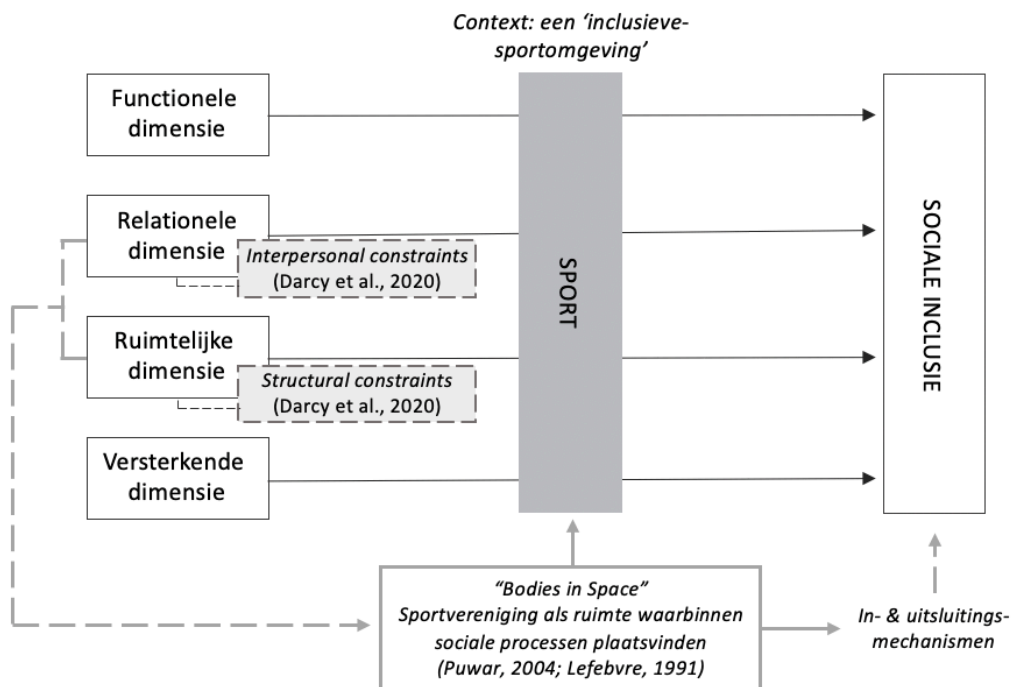 Context: een ‘inclusieve-
sportomgeving’
Functionele
dimensie
Relationele
dimensie
Interpersonal constraints
(Darcy et al., 2020)
Ruimtelijke
dimensie
Structural constraints
(Darcy et al., 2020)
Versterkende
dimensie
SPORT
SOCIALE INCLUSIE
“Bodies in Space”
Sportvereniging als ruimte waarbinnen
sociale processen plaatsvinden
(Puwar, 2004; Lefebvre, 1991)
In- & uitsluitings-
mechanismen